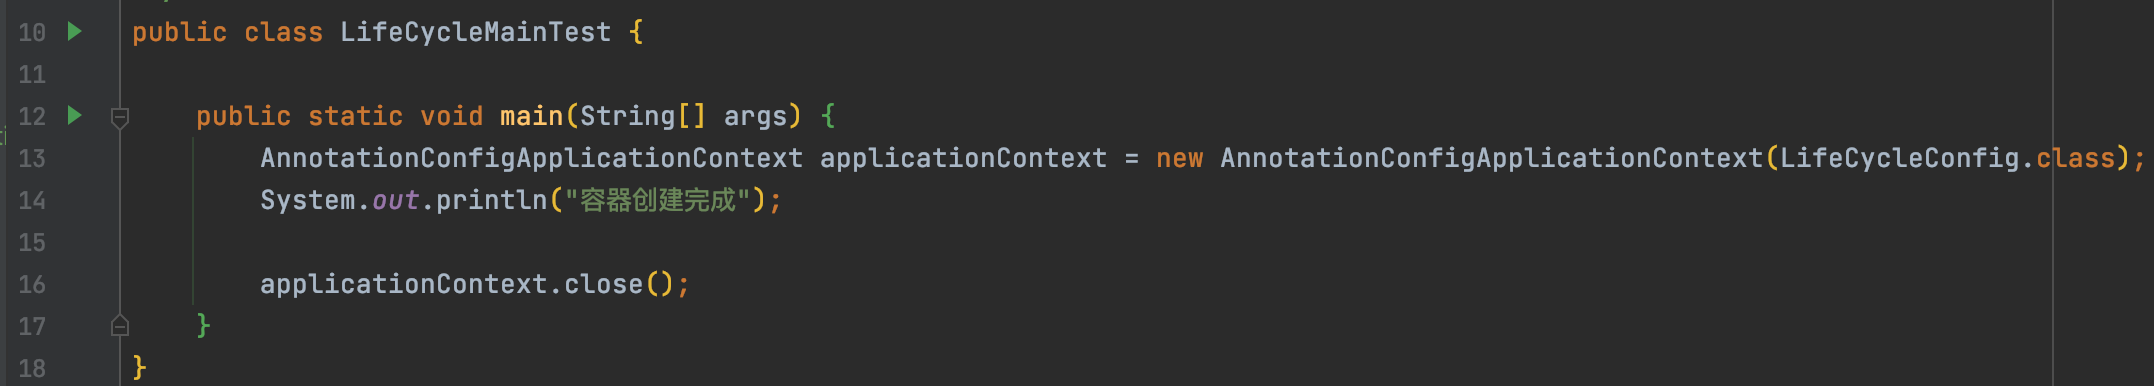 10 public class LifeCycleMainTest {
11
12 public static void main(String[] args) {
13 AnnotationConfigApplicationContext applicationContext = new AnnotationConfigApplicationContext(LifeCycleConfig.class);
14 System.out.println("容器创建完成");
15
16 applicationContext.close();
17 }
18 }